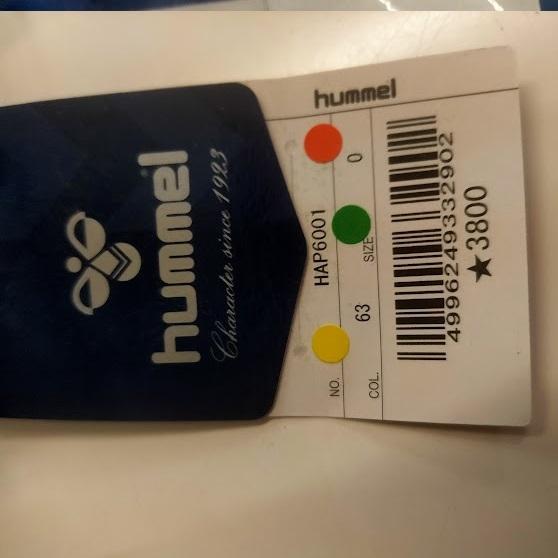 hummel
Character since 1923
hummel
NO. HAP6001
COL. 63 SIZE 0
4996249332902
★3800